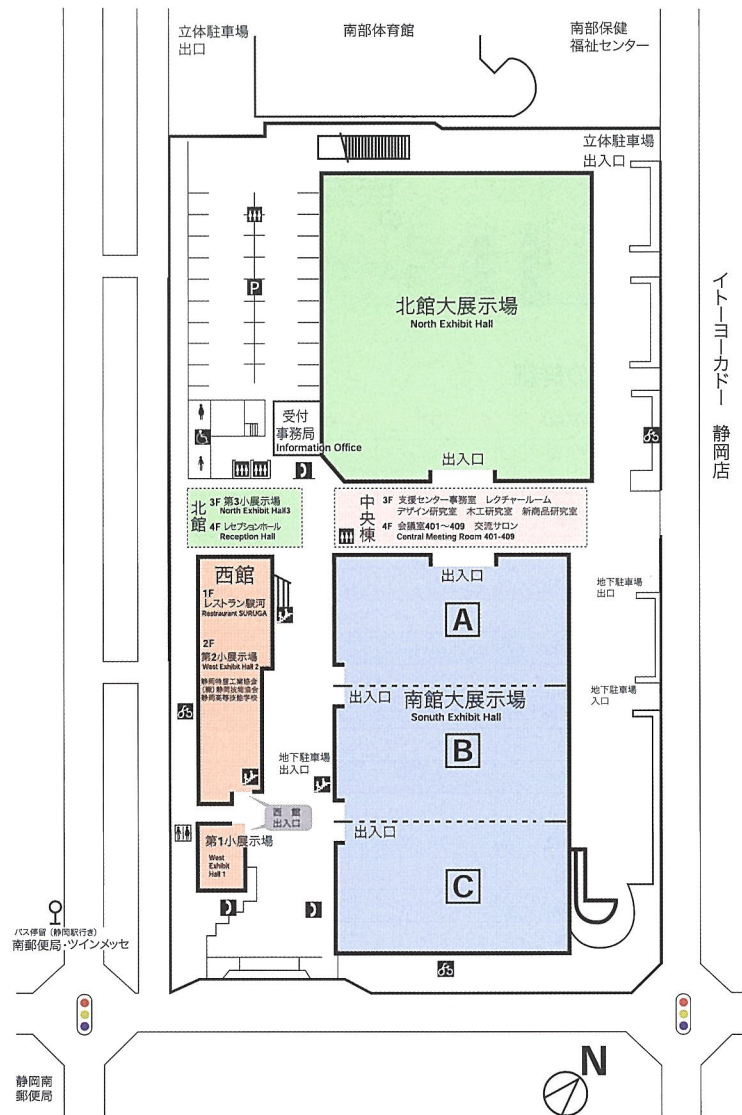 立体駐車場
出口
南部体育館
南部保健
福祉センター
立体駐車場
出入口
P
北館大展示場
North Exhibit Hall
イトーヨーカドー 静岡店
受付
事務局
Information Office
出入口
北館
3F 第3小展示場
North Exhibit Hall3
4F レセプションホール
Reception Hall
中央棟
3F 支援センター事務室 レクチャールーム
デザイン研究室 木工研究室 新商品研究室
4F 会議室401～409 交流サロン
Central Meeting Room 401-409
西館
1F
レストラン駿河
Restraurant SURUGA
2F
第2小展示場
West Exhibit Hall 2
静岡特産工業協会
(職)静岡技能協会
静岡高等技能学校
出入口
A
地下駐車場
出口
出入口
南館大展示場
Sonuth Exhibit Hall
地下駐車場
入口
B
地下駐車場
出入口
西館
出入口
出入口
第1小展示場
West
Exhibit
Hall 1
C
バス停留(静岡駅行き)
南郵便局・ツインメッセ
静岡南
郵便局
N